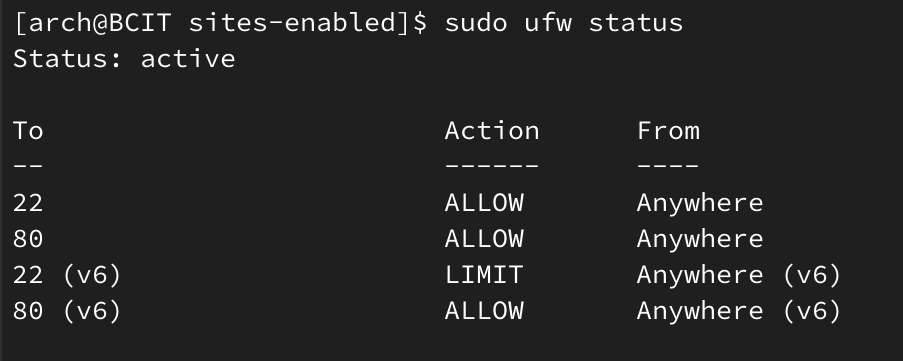 [arch@BCIT sites-enabled]$ sudo ufw status
Status: active
To                         Action      From
--                         ------      ----
22                         ALLOW       Anywhere
80                         ALLOW       Anywhere
22 (v6)                    LIMIT       Anywhere (v6)
80 (v6)                    ALLOW       Anywhere (v6)